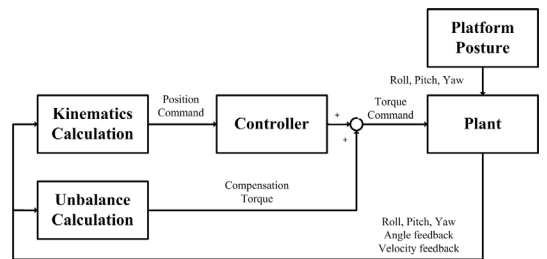 Platform
Posture
Roll, Pitch, Yaw
Kinematics
Calculation
Position
Command
Controller
+
+
Torque
Command
Plant
Unbalance
Calculation
Compensation
Torque
Roll, Pitch, Yaw
Angle feedback
Velocity feedback